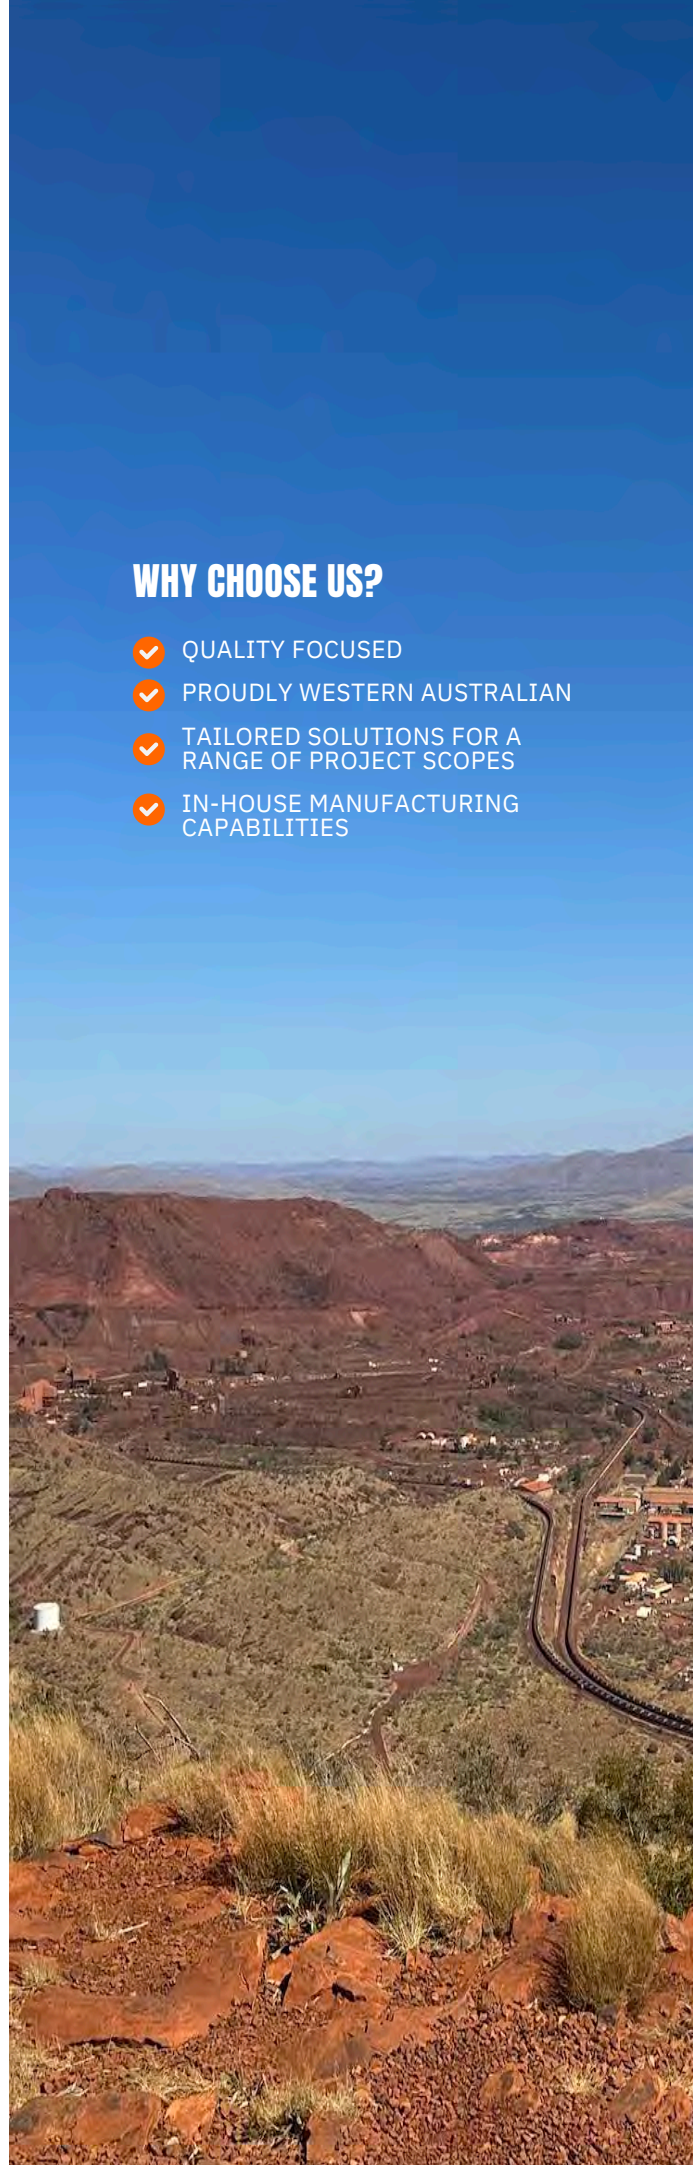 WHY CHOOSE US?
QUALITY FOCUSED
PROUDLY WESTERN AUSTRALIAN
TAILORED SOLUTIONS FOR A
RANGE OF PROJECT SCOPES
IN-HOUSE MANUFACTURING
CAPABILITIES